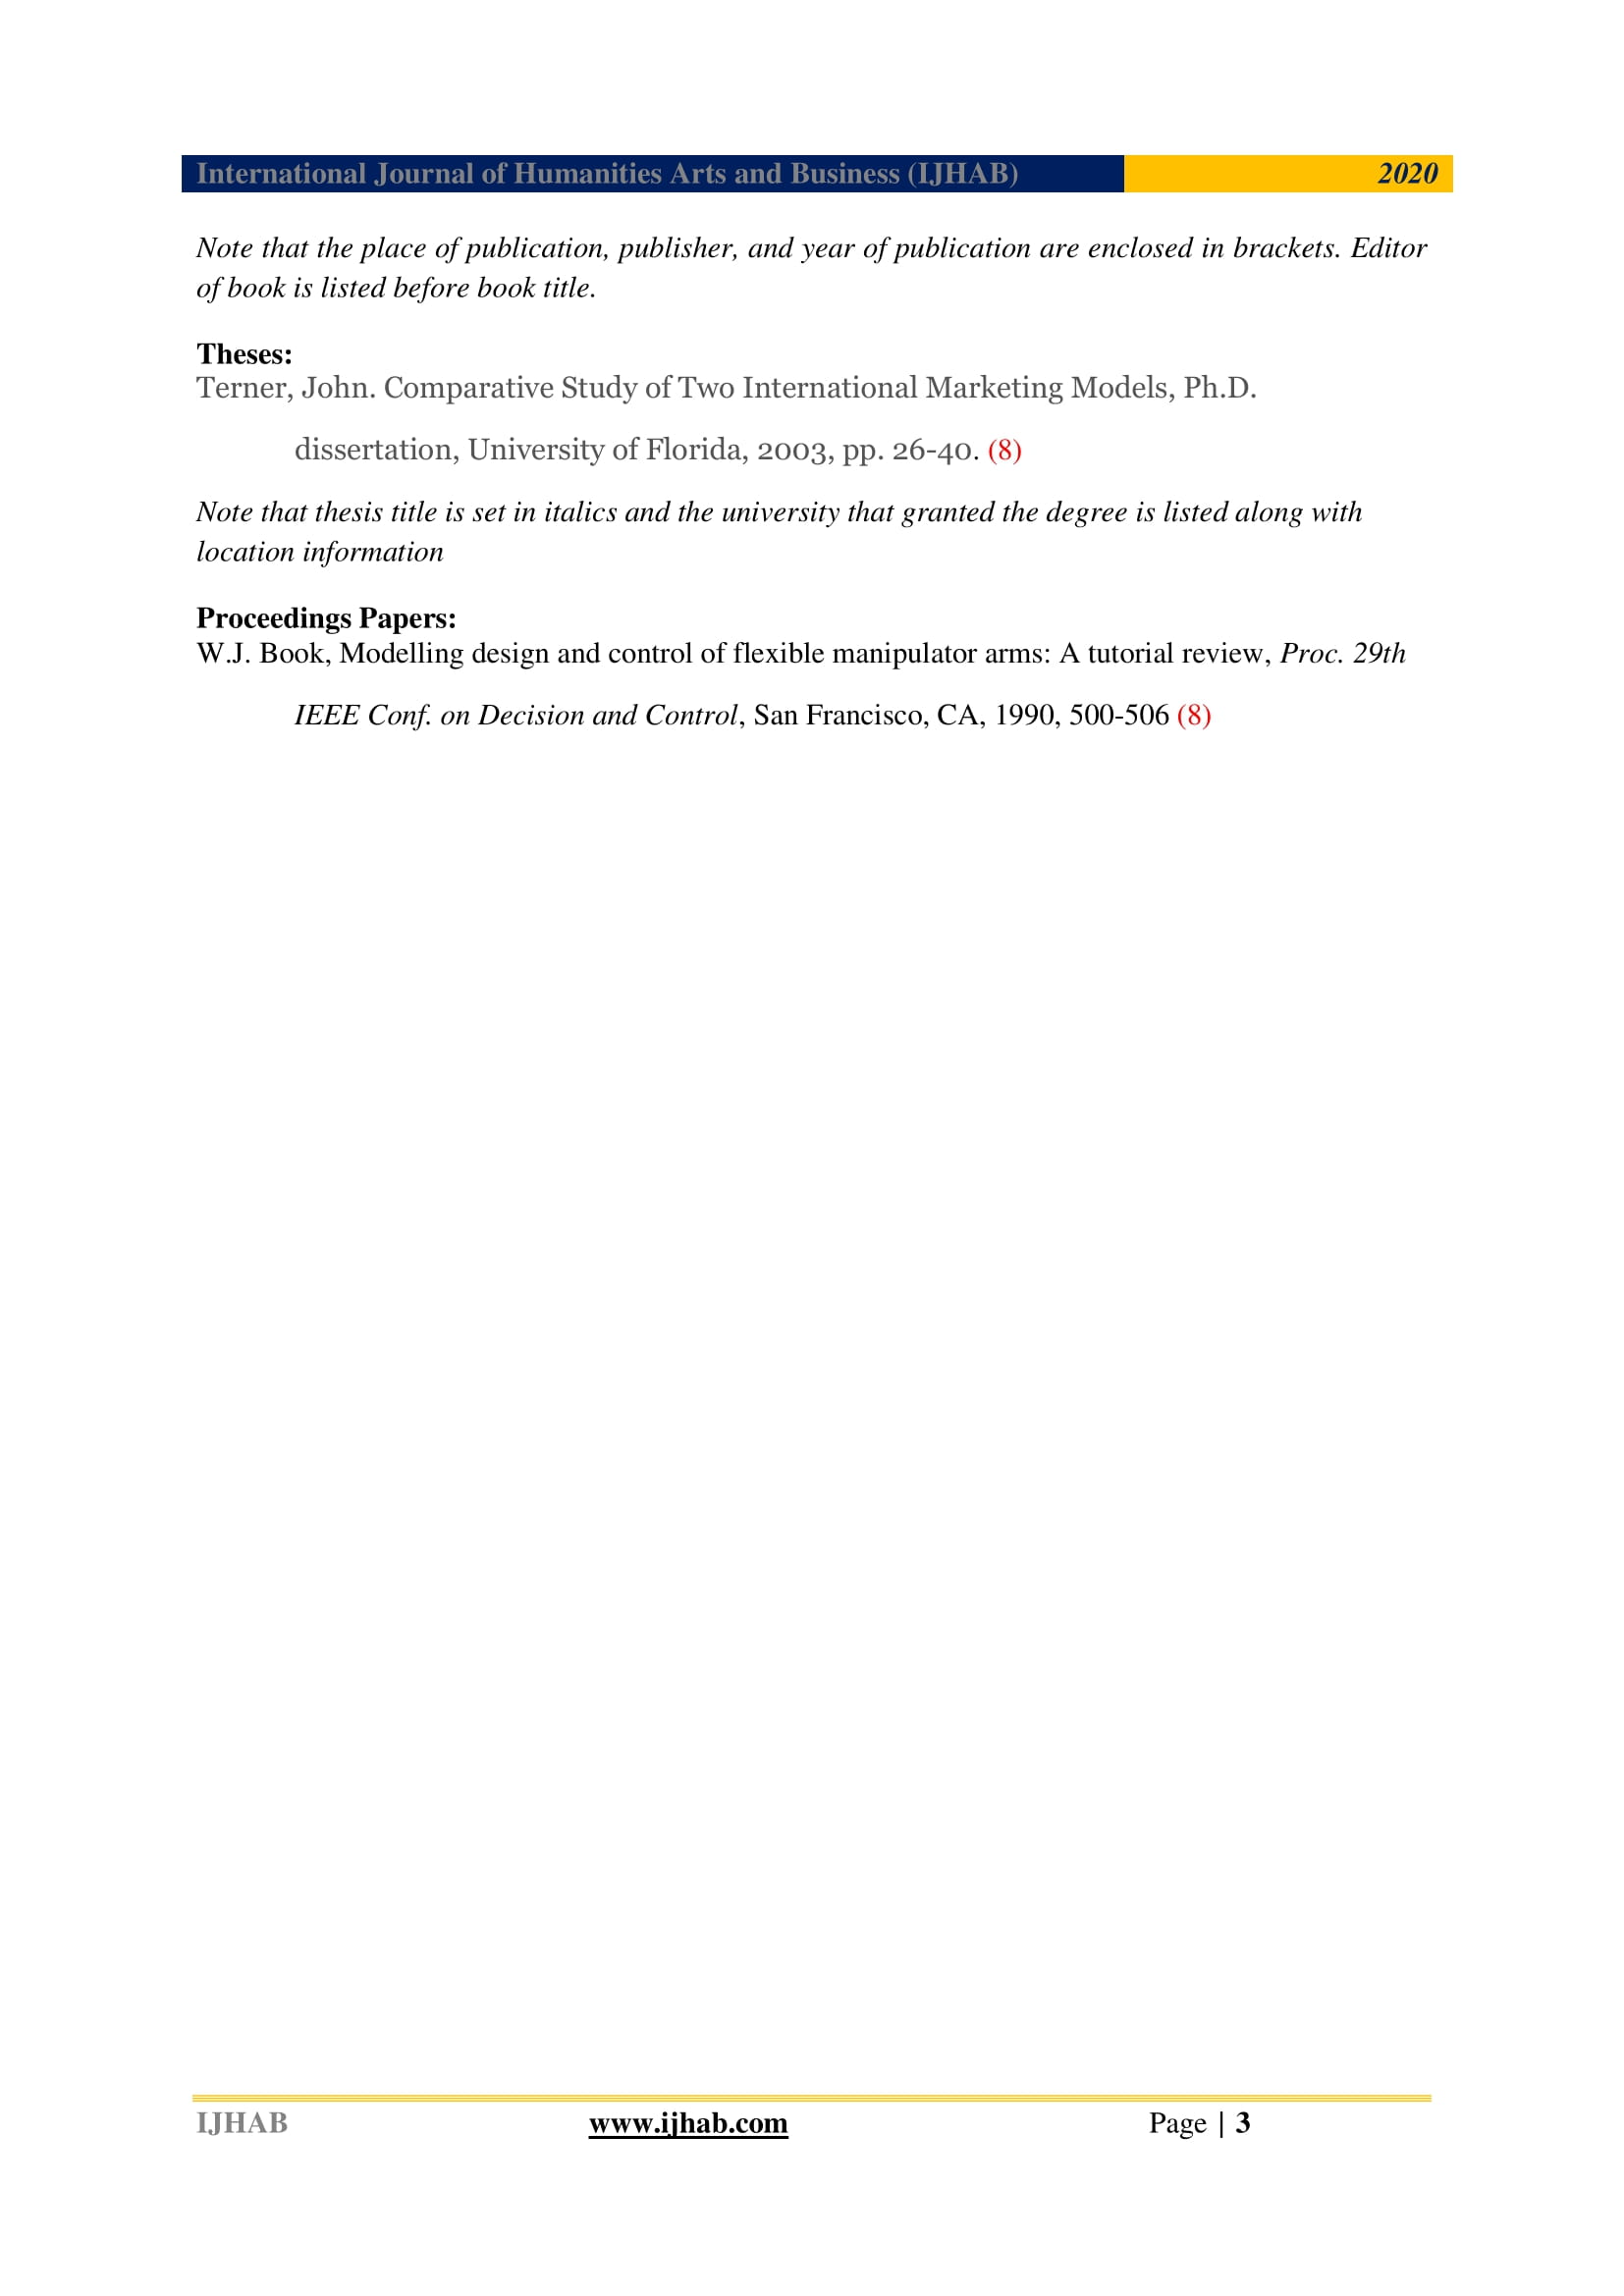 International Journal of Humanities Arts and Business (IJHAB) 2020
Note that the place of publication, publisher, and year of publication are enclosed in brackets. Editor
of book is listed before book title.
Theses:
Terner, John. Comparative Study of Two International Marketing Models, Ph.D.
dissertation, University of Florida, 2003, pp. 26-40. (8)
Note that thesis title is set in italics and the university that granted the degree is listed along with
location information
Proceedings Papers:
W.J. Book, Modelling design and control of flexible manipulator arms: A tutorial review, Proc. 29th
IEEE Conf. on Decision and Control, San Francisco, CA, 1990, 500-506 (8)
IJHAB www.ijhab.com Page | 3